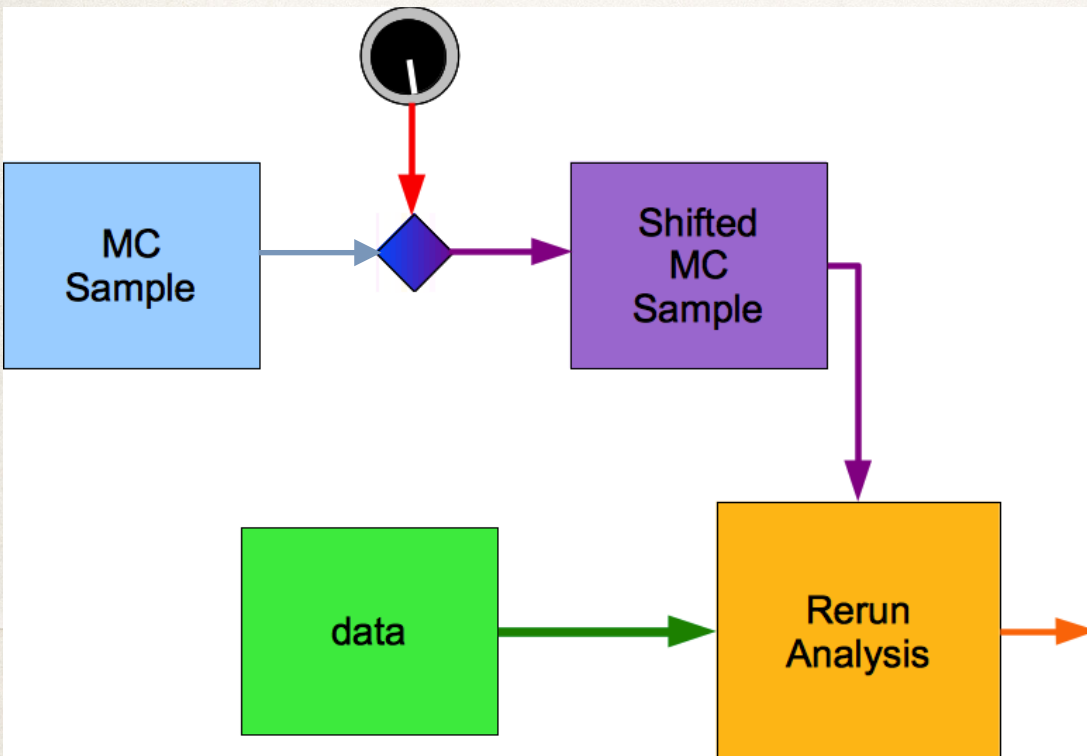 MC
Sample
Shifted
MC
Sample
data
Rerun
Analysis